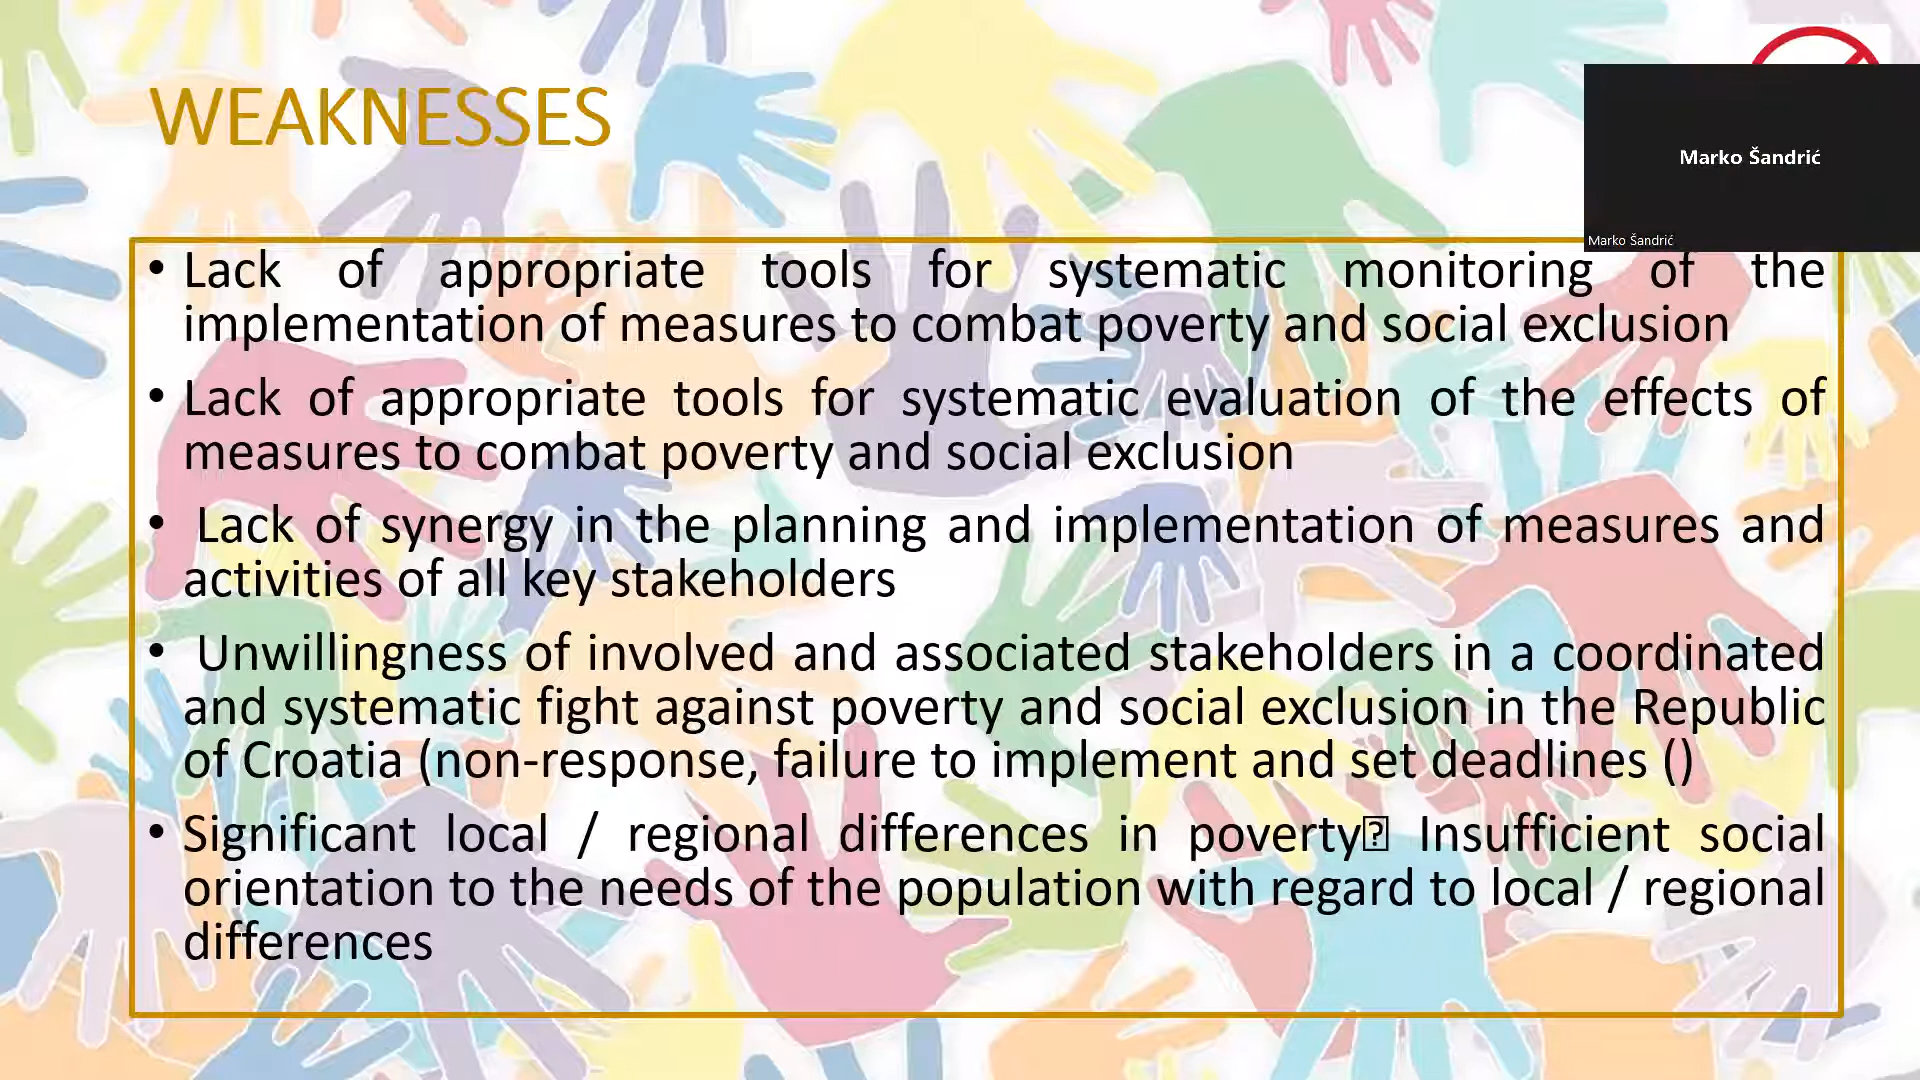 WEAKNESSES
Marko Šandrić
Marko Šandrić
• Lack of appropriate tools for systematic monitoring of the
implementation of measures to combat poverty and social exclusion
• Lack of appropriate tools for systematic evaluation of the effects of
measures to combat poverty and social exclusion
• Lack of synergy in the planning and implementation of measures and
activities of all key stakeholders
• Unwillingness of involved and associated stakeholders in a coordinated
and systematic fight against poverty and social exclusion in the Republic
of Croatia (non-response, failure to implement and set deadlines ()
• Significant local / regional differences in poverty⍰ Insufficient social
orientation to the needs of the population with regard to local / regional
differences